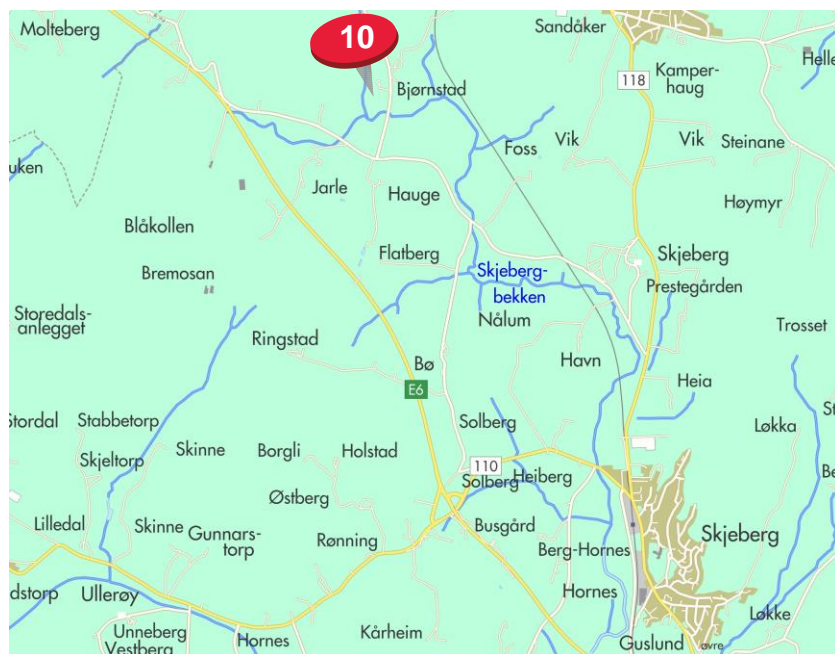 Molteberg
10
Sandåker
Helle
Kamper-
haug
118
Bjørnstad
Foss
Vik
Vik
Steinane
uken
Jarle
Hauge
Høymyr
Blåkollen
Flatberg
Skjeberg
Bremosan
Skjeberg-
bekken
Prestegården
Storedals-
anlegget
Nålum
Trosset
Ringstad
Bø
Havn
E6
Heia
Stordal
Stabbetorp
Solberg
Løkka
St
Skjeltorp
Skinne
Borgli
Holstad
110
Heiberg
Be
Solberg
Østberg
Lilledal
Skinne
Gunnars-
torp
Rønning
Busgård
Skjeberg
Berg-Hornes
dstorp
Ullerøy
Hornes
Løkke
Unneberg
Vestberg
Hornes
Kårheim
Guslund
øvre